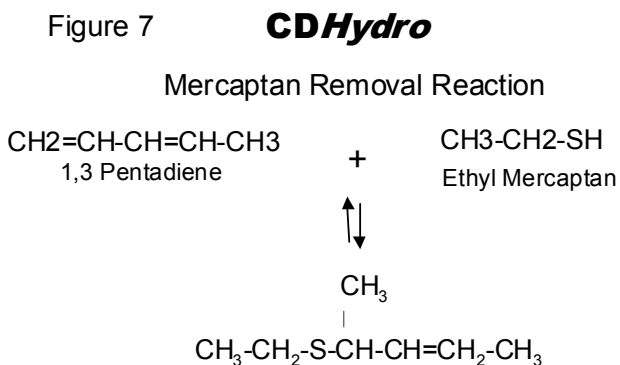 Figure 7 CDHydro
Mercaptan Removal Reaction
CH2=CH-CH=CH-CH3 + CH3-CH2-SH
1,3 Pentadiene Ethyl Mercaptan
CH₃
|
CH₃-CH₂-S-CH-CH=CH₂-CH₃